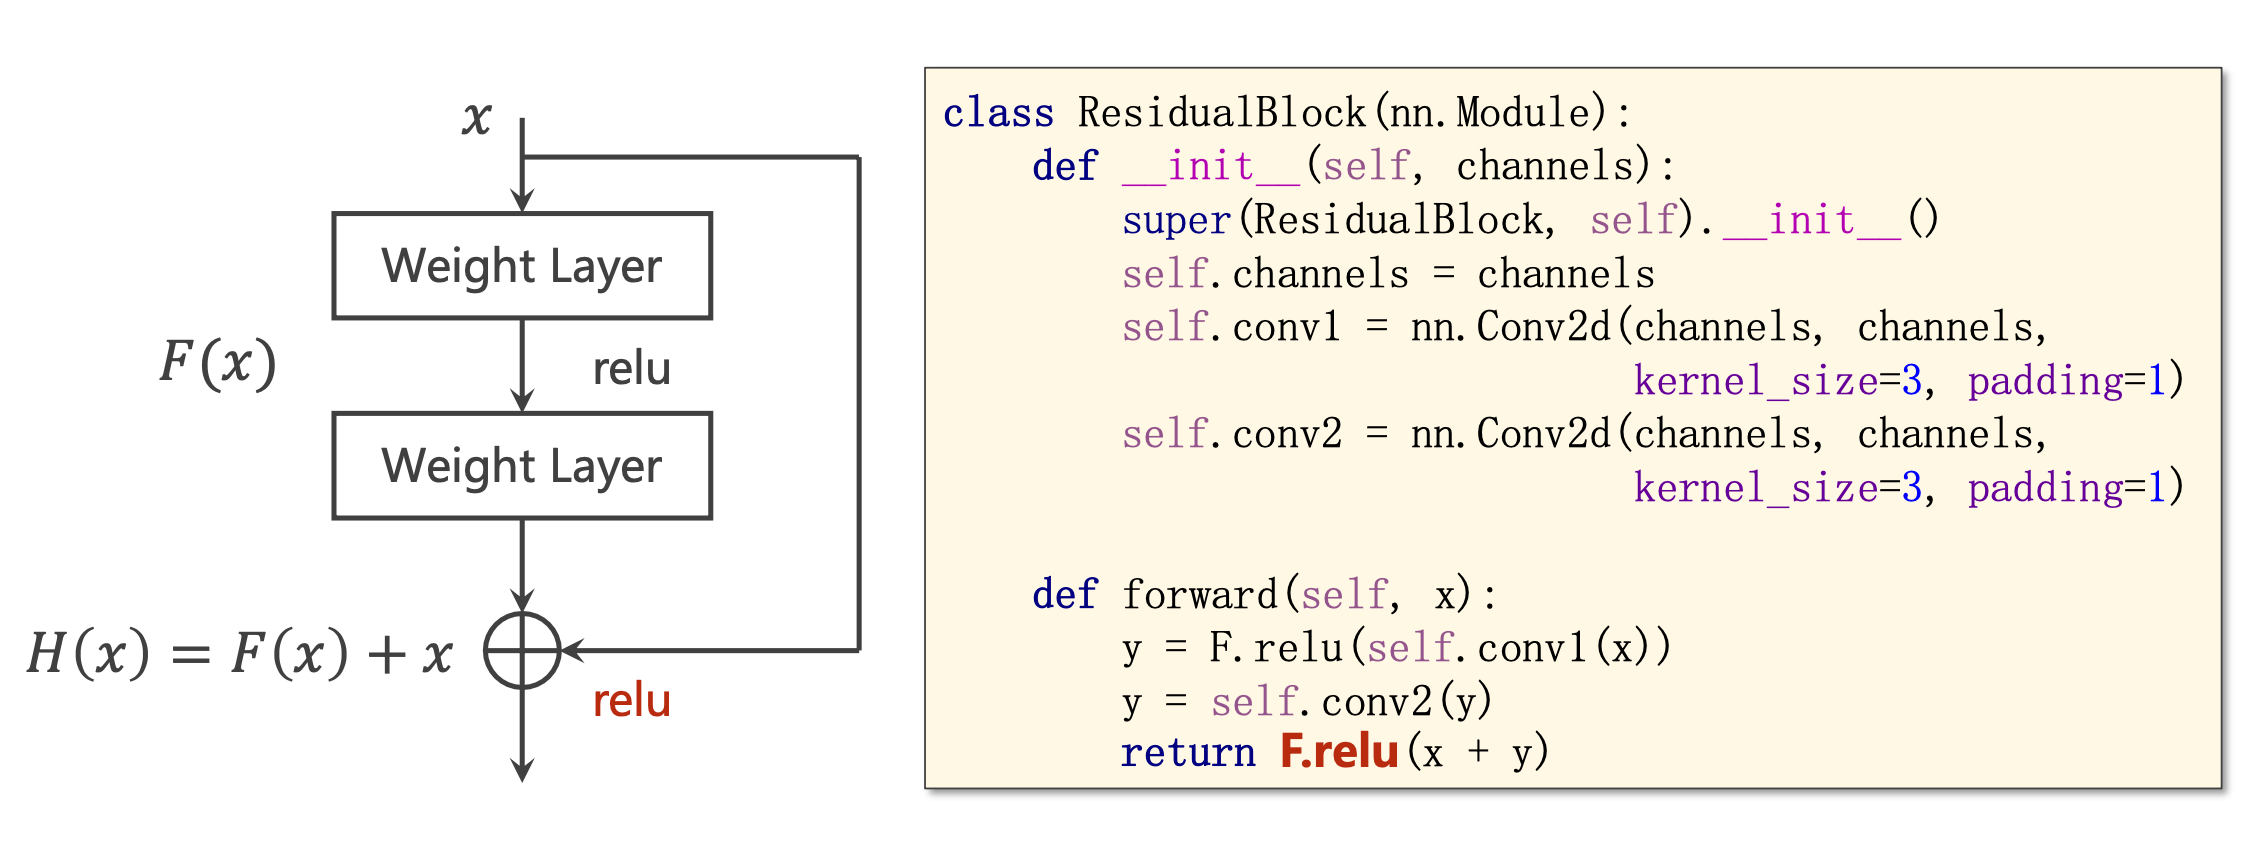 x
Weight Layer
F(x)
relu
Weight Layer
H(x) = F(x) + x
relu
class ResidualBlock(nn.Module):
    def __init__(self, channels):
        super(ResidualBlock, self).__init__()
        self.channels = channels
        self.conv1 = nn.Conv2d(channels, channels,
                               kernel_size=3, padding=1)
        self.conv2 = nn.Conv2d(channels, channels,
                               kernel_size=3, padding=1)
    def forward(self, x):
        y = F.relu(self.conv1(x))
        y = self.conv2(y)
        return F.relu(x + y)